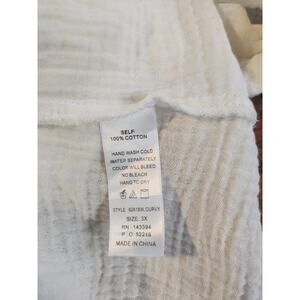 SELF:
100% COTTON
HAND WASH COLD
WATER SEPARATELY
COLOR WILL BLEED
NO BLEACH
HANG TO DRY
SIZE: 3X
RN : 143394
P. O. 52216
MADE IN CHINA